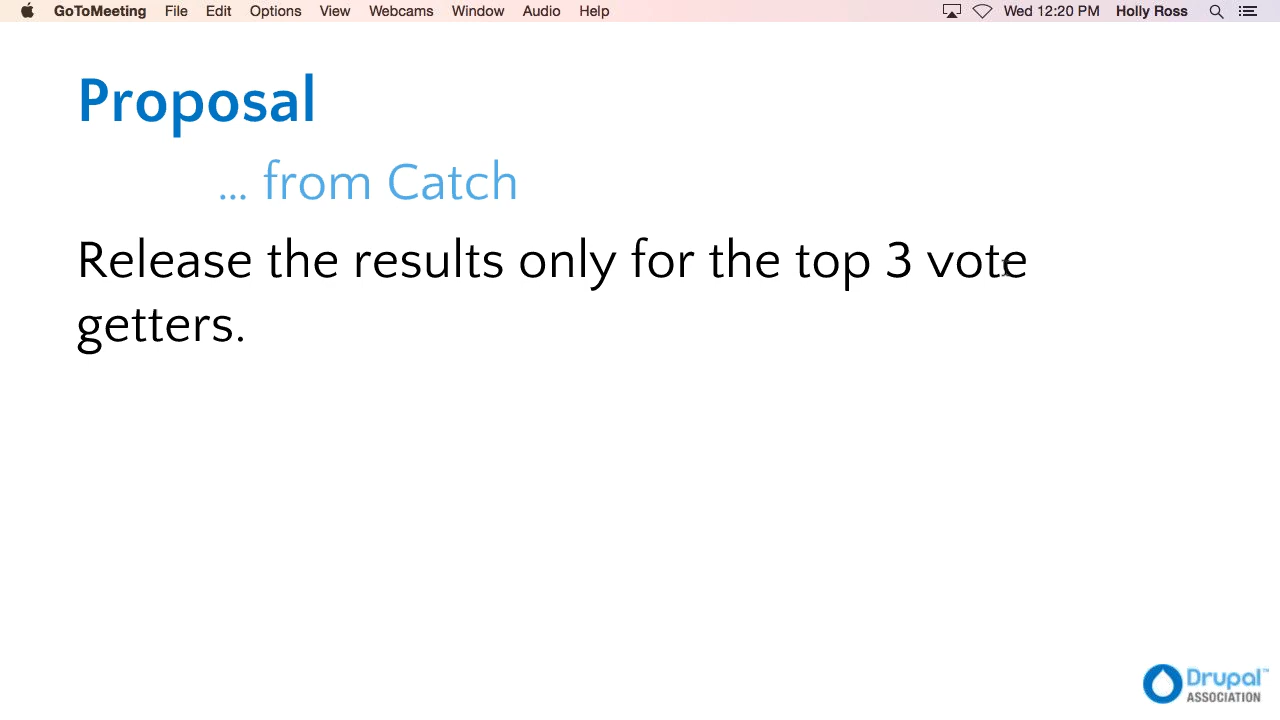 GoToMeeting File Edit Options View Webcams Window Audio Help Wed 12:20 PM Holly Ross
Proposal
... from Catch
Release the results only for the top 3 vote
getters.
Drupal™
ASSOCIATION